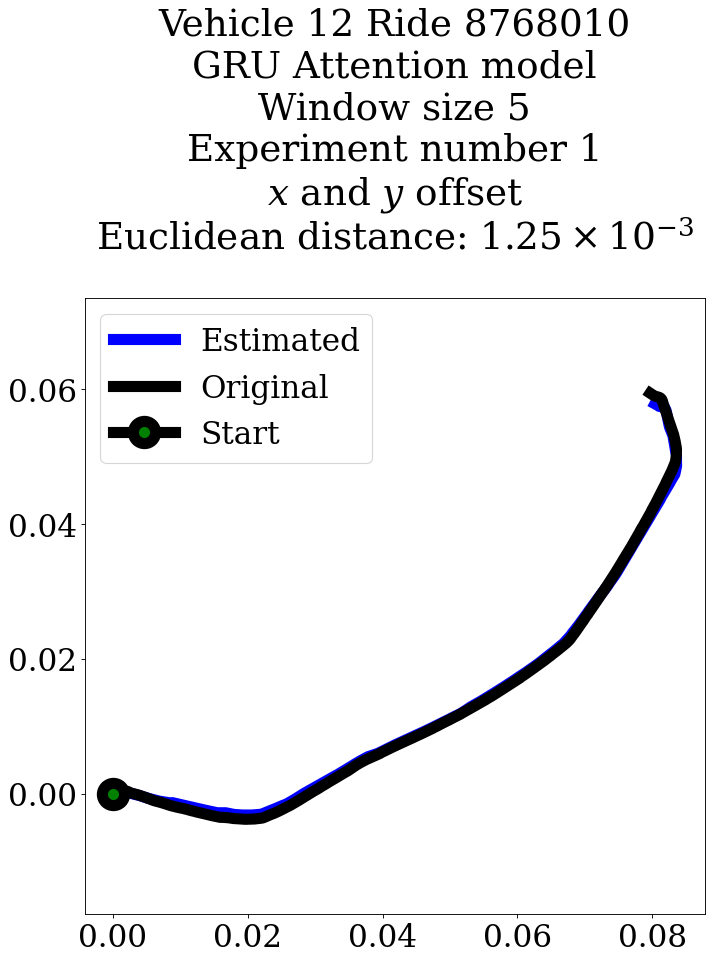 Vehicle 12 Ride 8768010
GRU Attention model
Window size 5
Experiment number 1
x and y offset
Euclidean distance: 1.25 × 10⁻³
Estimated
Original
Start
0.06
0.04
0.02
0.00
0.00 0.02 0.04 0.06 0.08